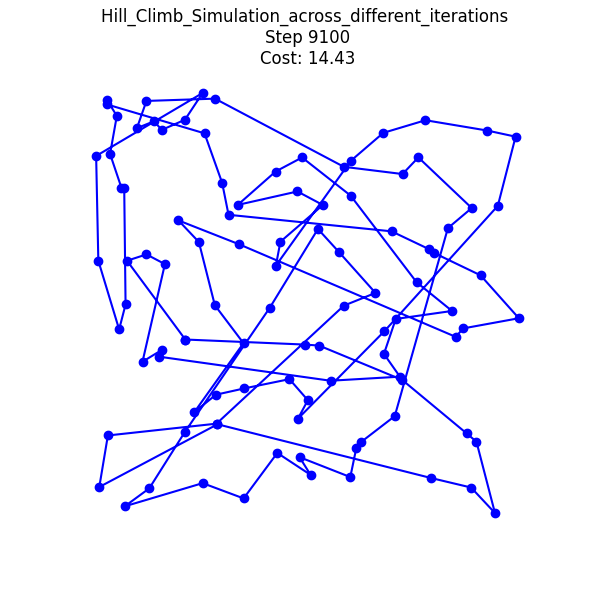 Hill_Climb_Simulation_across_different_iterations
Step 9100
Cost: 14.43